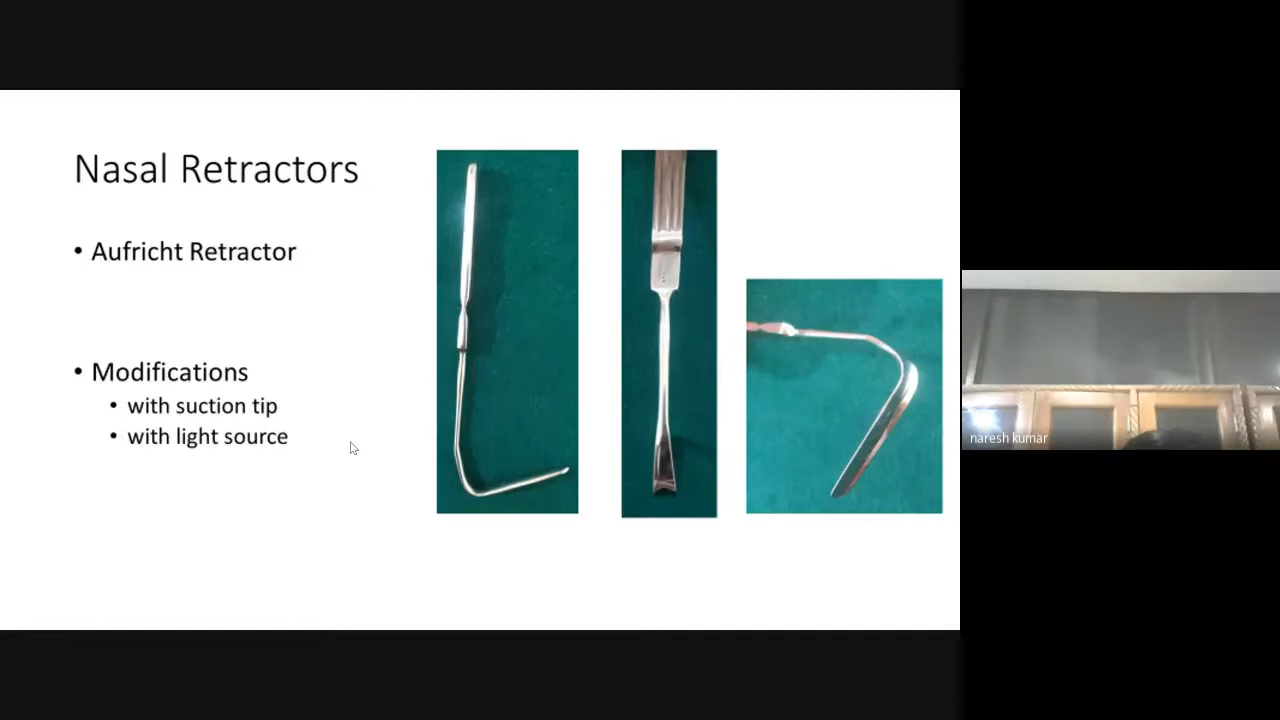 Nasal Retractors
• Aufricht Retractor
• Modifications
• with suction tip
• with light source
naresh kumar